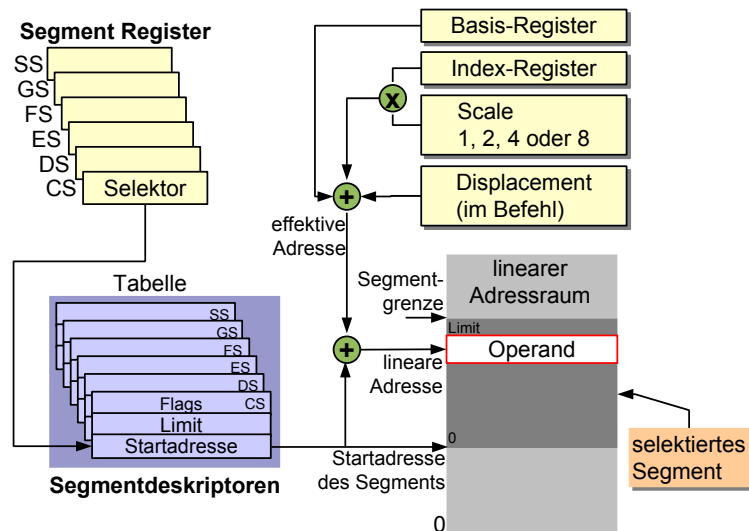 Segment Register
SS
GS
FS
ES
DS
CS
Selektor
Basis-Register
Index-Register
x
Scale
1, 2, 4 oder 8
+
Displacement
(im Befehl)
effektive
Adresse
Tabelle
SS
GS
FS
ES
DS
Flags CS
Limit
Startadresse
Segmentdeskriptoren
Segment-
grenze
linearer
Adressraum
Limit
+
Operand
lineare
Adresse
0
Startadresse
des Segments
selektiertes
Segment
0